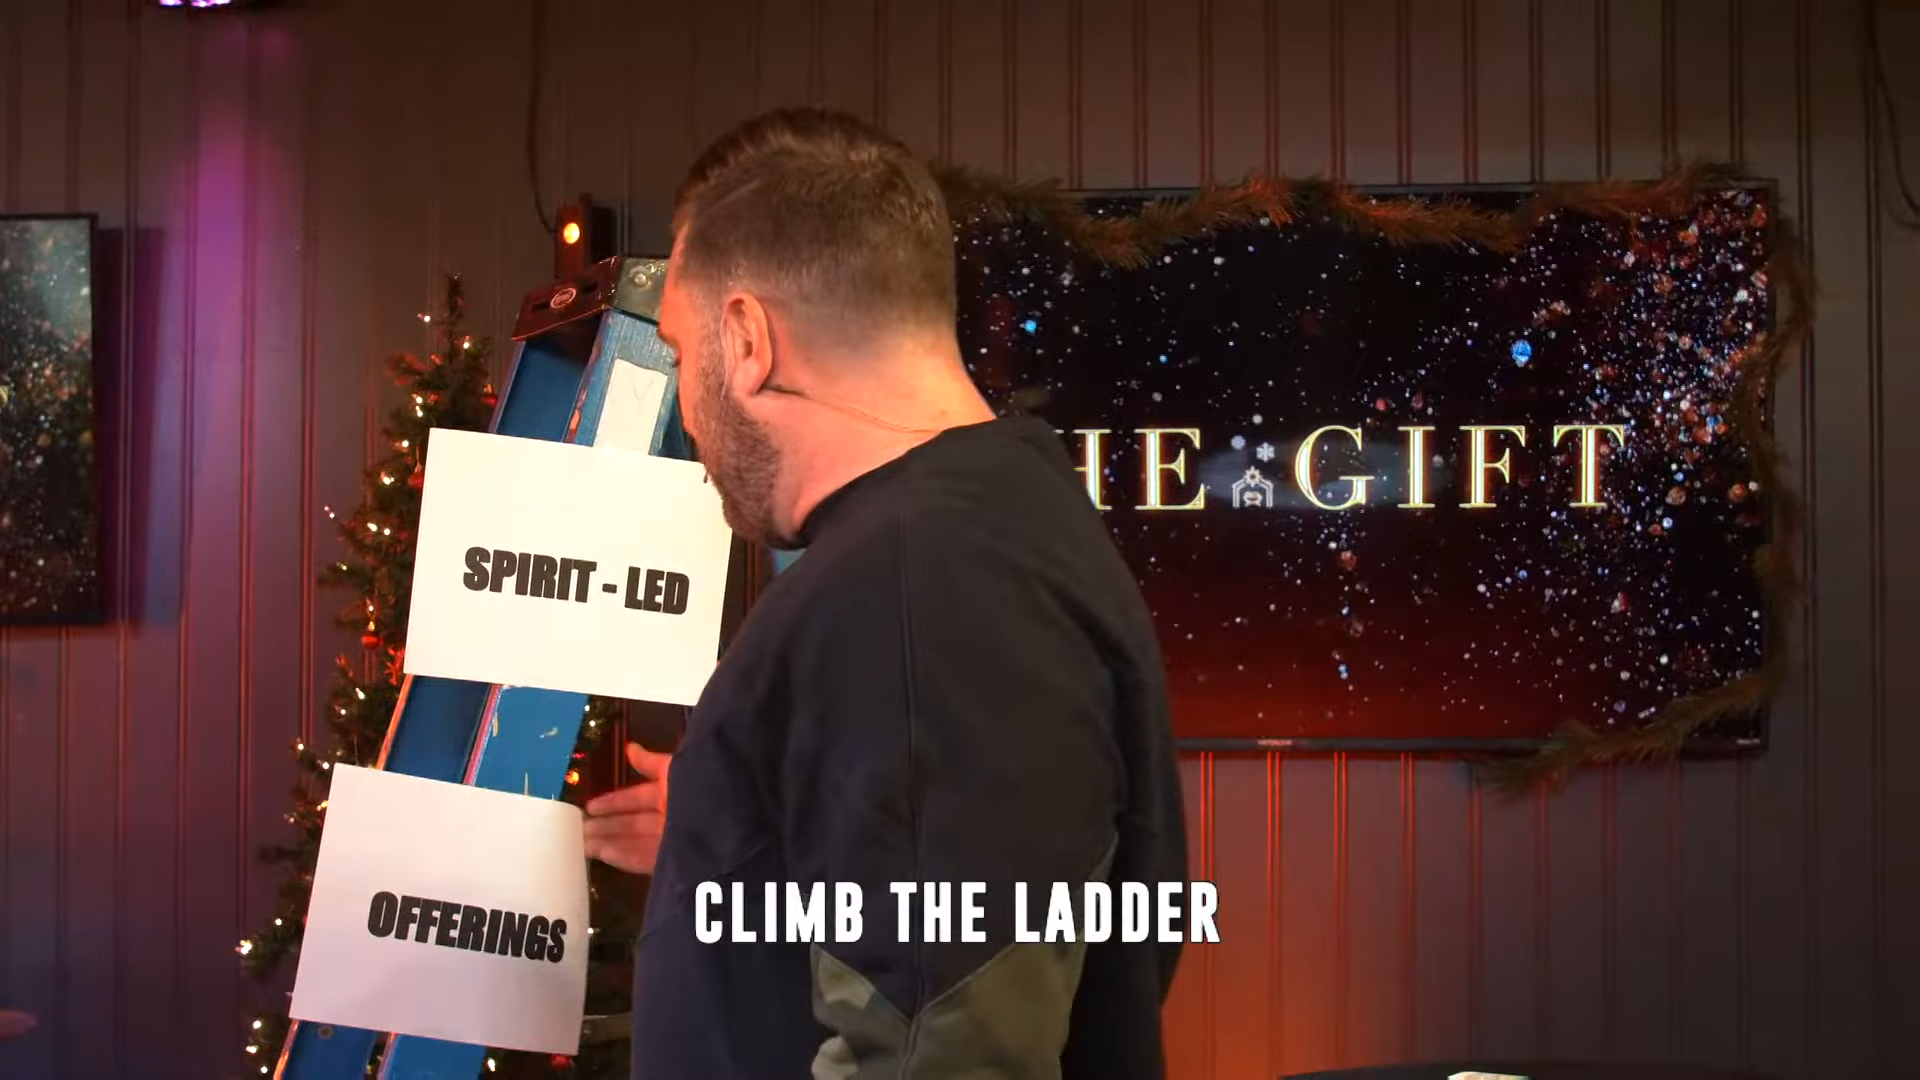 SPIRIT - LED
OFFERINGS
HE GIFT
CLIMB THE LADDER